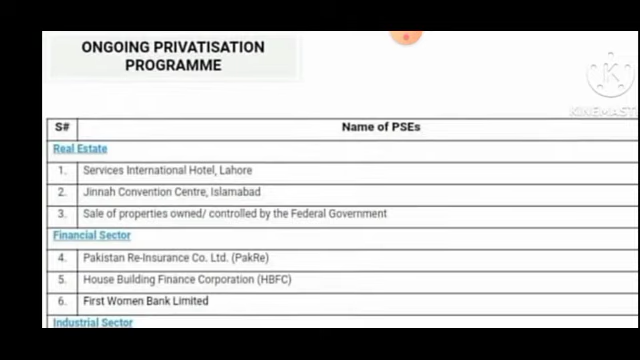 ONGOING PRIVATISATION
PROGRAMME
KINEMAST
S# Name of PSEs
Real Estate
1. Services International Hotel, Lahore
2. Jinnah Convention Centre, Islamabad
3. Sale of properties owned/ controlled by the Federal Government
Financial Sector
4. Pakistan Re-Insurance Co. Ltd. (PakRe)
5. House Building Finance Corporation (HBFC)
6. First Women Bank Limited
Industrial Sector